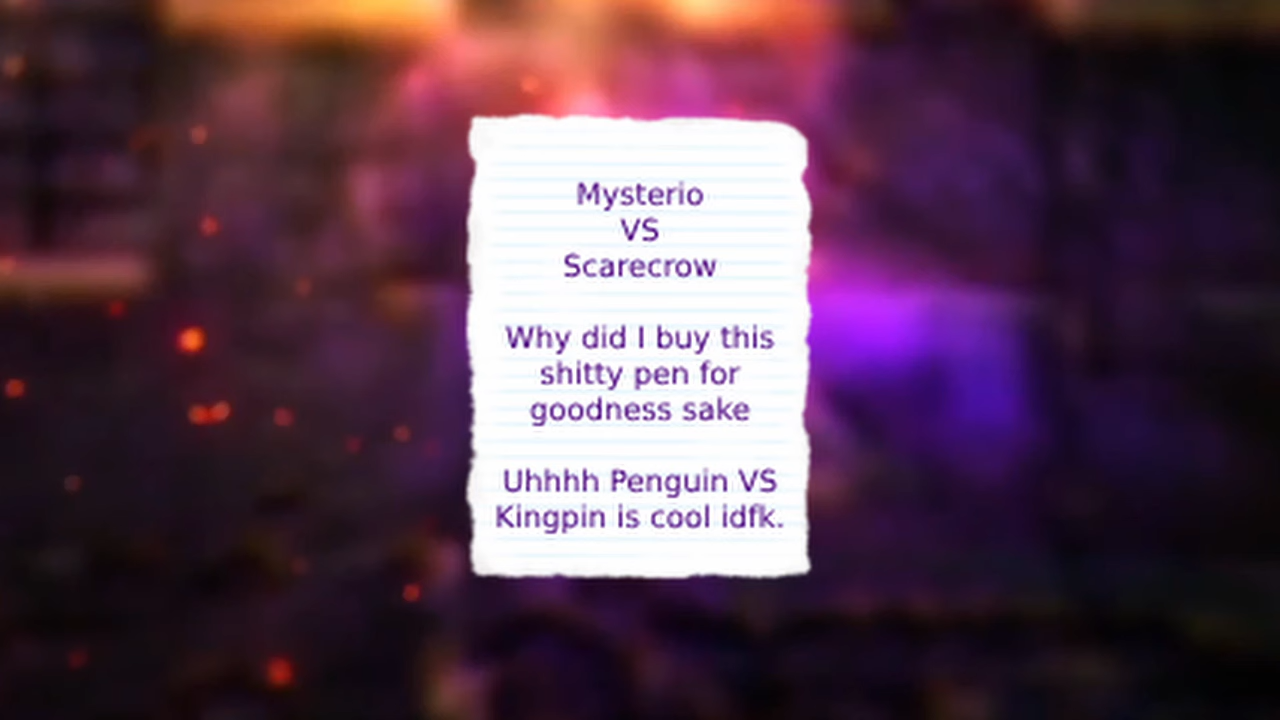 Mysterio
VS
Scarecrow
Why did I buy this
shitty pen for
goodness sake
Uhhhh Penguin VS
Kingpin is cool idfk.